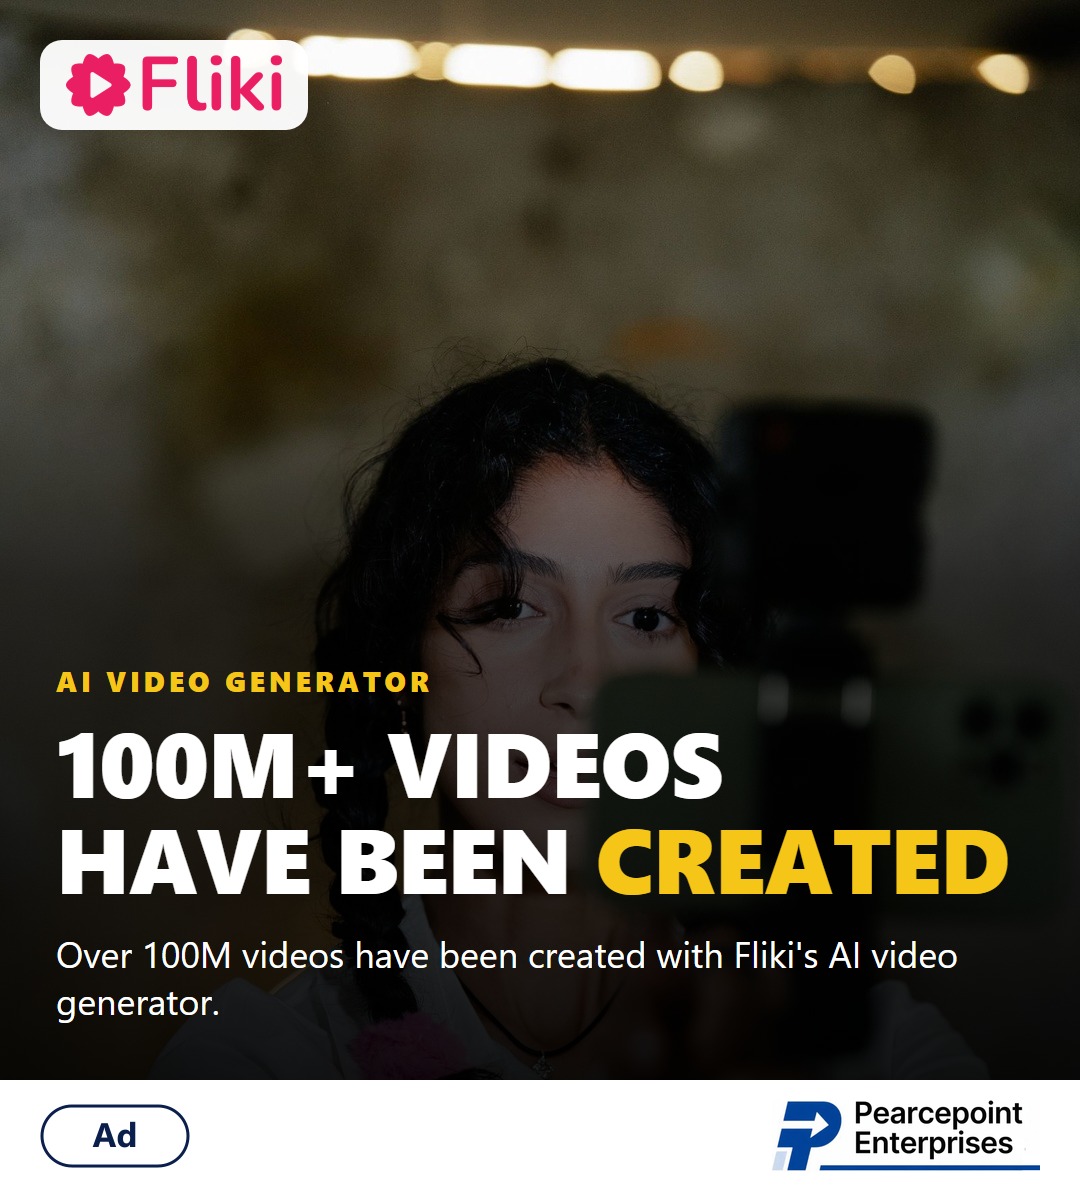 Fliki
AI VIDEO GENERATOR
100M+ VIDEOS
HAVE BEEN CREATED
Over 100M videos have been created with Fliki's AI video
generator.
Ad
Pearcepoint
Enterprises